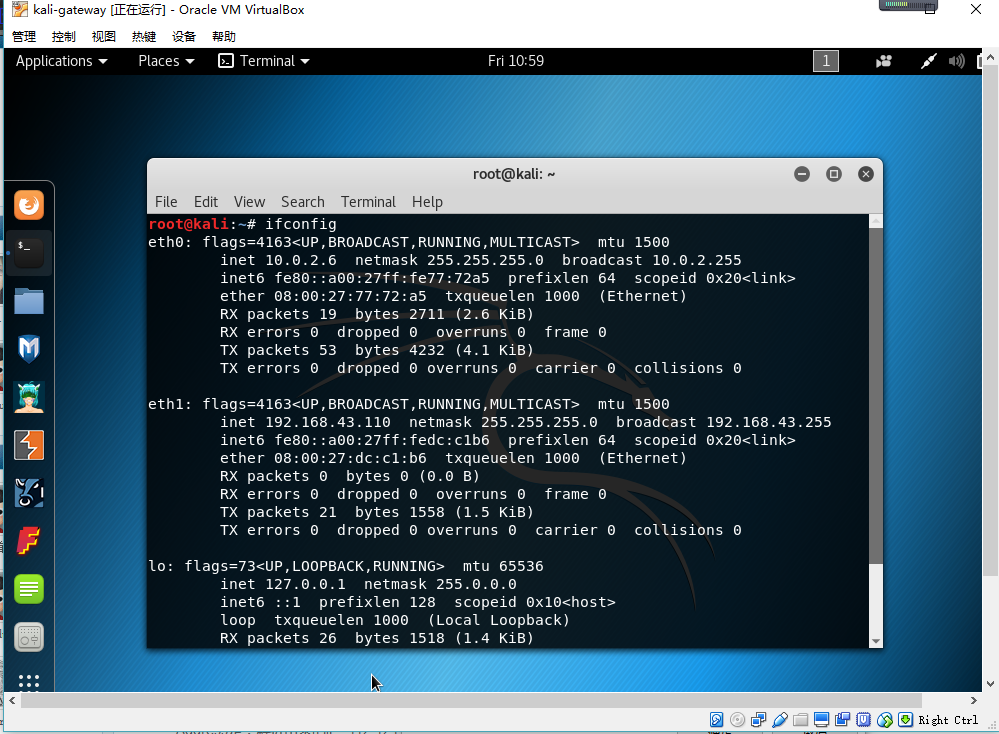 kali-gateway [正在运行] - Oracle VM VirtualBox
管理 控制 视图 热键 设备 帮助
Applications Places Terminal Fri 10:59 1
root@kali: ~
File Edit View Search Terminal Help
root@kali:~# ifconfig
eth0: flags=4163<UP,BROADCAST,RUNNING,MULTICAST>  mtu 1500
        inet 10.0.2.6  netmask 255.255.255.0  broadcast 10.0.2.255
        inet6 fe80::a00:27ff:fe77:72a5  prefixlen 64  scopeid 0x20<link>
        ether 08:00:27:77:72:a5  txqueuelen 1000  (Ethernet)
        RX packets 19  bytes 2711 (2.6 KiB)
        RX errors 0  dropped 0  overruns 0  frame 0
        TX packets 53  bytes 4232 (4.1 KiB)
        TX errors 0  dropped 0 overruns 0  carrier 0  collisions 0
eth1: flags=4163<UP,BROADCAST,RUNNING,MULTICAST>  mtu 1500
        inet 192.168.43.110  netmask 255.255.255.0  broadcast 192.168.43.255
        inet6 fe80::a00:27ff:fedc:c1b6  prefixlen 64  scopeid 0x20<link>
        ether 08:00:27:dc:c1:b6  txqueuelen 1000  (Ethernet)
        RX packets 0  bytes 0 (0.0 B)
        RX errors 0  dropped 0  overruns 0  frame 0
        TX packets 21  bytes 1558 (1.5 KiB)
        TX errors 0  dropped 0 overruns 0  carrier 0  collisions 0
lo: flags=73<UP,LOOPBACK,RUNNING>  mtu 65536
        inet 127.0.0.1  netmask 255.0.0.0
        inet6 ::1  prefixlen 128  scopeid 0x10<host>
        loop  txqueuelen 1000  (Local Loopback)
        RX packets 26  bytes 1518 (1.4 KiB)
Right Ctrl